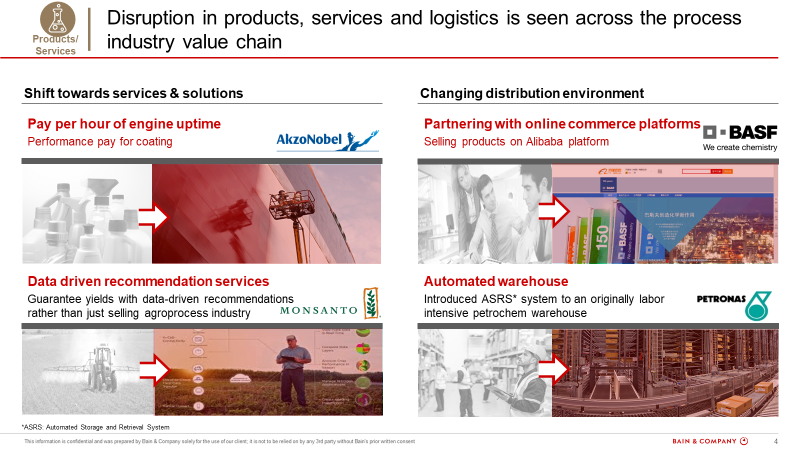 Products/
Services
Disruption in products, services and logistics is seen across the process
industry value chain
Shift towards services & solutions
Pay per hour of engine uptime
Performance pay for coating
AkzoNobel
Data driven recommendation services
Guarantee yields with data-driven recommendations
rather than just selling agroprocess industry
MONSANTO
Changing distribution environment
Partnering with online commerce platforms
Selling products on Alibaba platform
BASF
We create chemistry
150
BASF
BASF
Automated warehouse
Introduced ASRS* system to an originally labor
intensive petrochem warehouse
PETRONAS
*ASRS: Automated Storage and Retrieval System
This information is confidential and was prepared by Bain & Company solely for the use of our client; it is not to be relied on by any 3rd party without Bain's prior written consent
BAIN & COMPANY
4